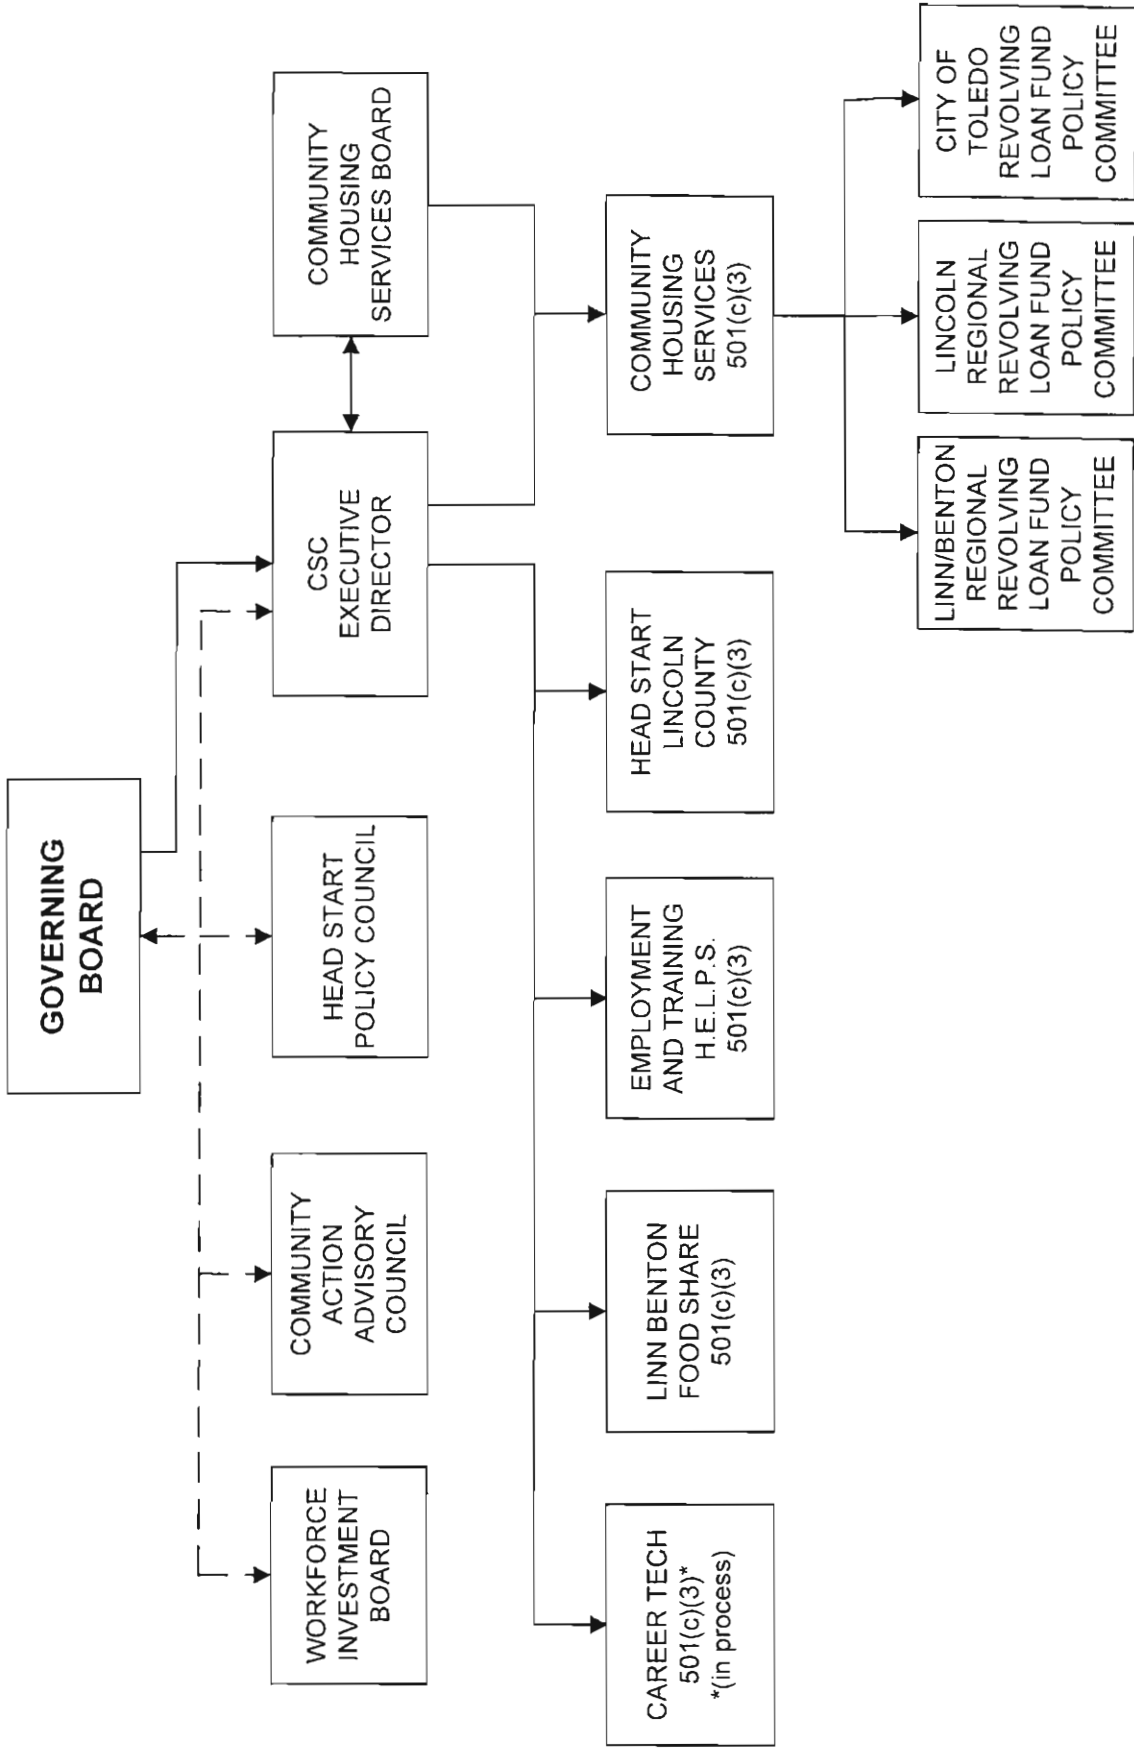 GOVERNING
BOARD
WORKFORCE
INVESTMENT
BOARD
COMMUNITY
ACTION
ADVISORY
COUNCIL
HEAD START
POLICY COUNCIL
CSC
EXECUTIVE
DIRECTOR
COMMUNITY
HOUSING
SERVICES BOARD
CAREER TECH
501(c)(3)*
*(in process)
LINN BENTON
FOOD SHARE
501(c)(3)
EMPLOYMENT
AND TRAINING
H.E.L.P.S.
501(c)(3)
HEAD START
LINCOLN
COUNTY
501(c)(3)
COMMUNITY
HOUSING
SERVICES
501(c)(3)
LINN/BENTON
REGIONAL
REVOLVING
LOAN FUND
POLICY
COMMITTEE
LINCOLN
REGIONAL
REVOLVING
LOAN FUND
POLICY
COMMITTEE
CITY OF
TOLEDO
REVOLVING
LOAN FUND
POLICY
COMMITTEE